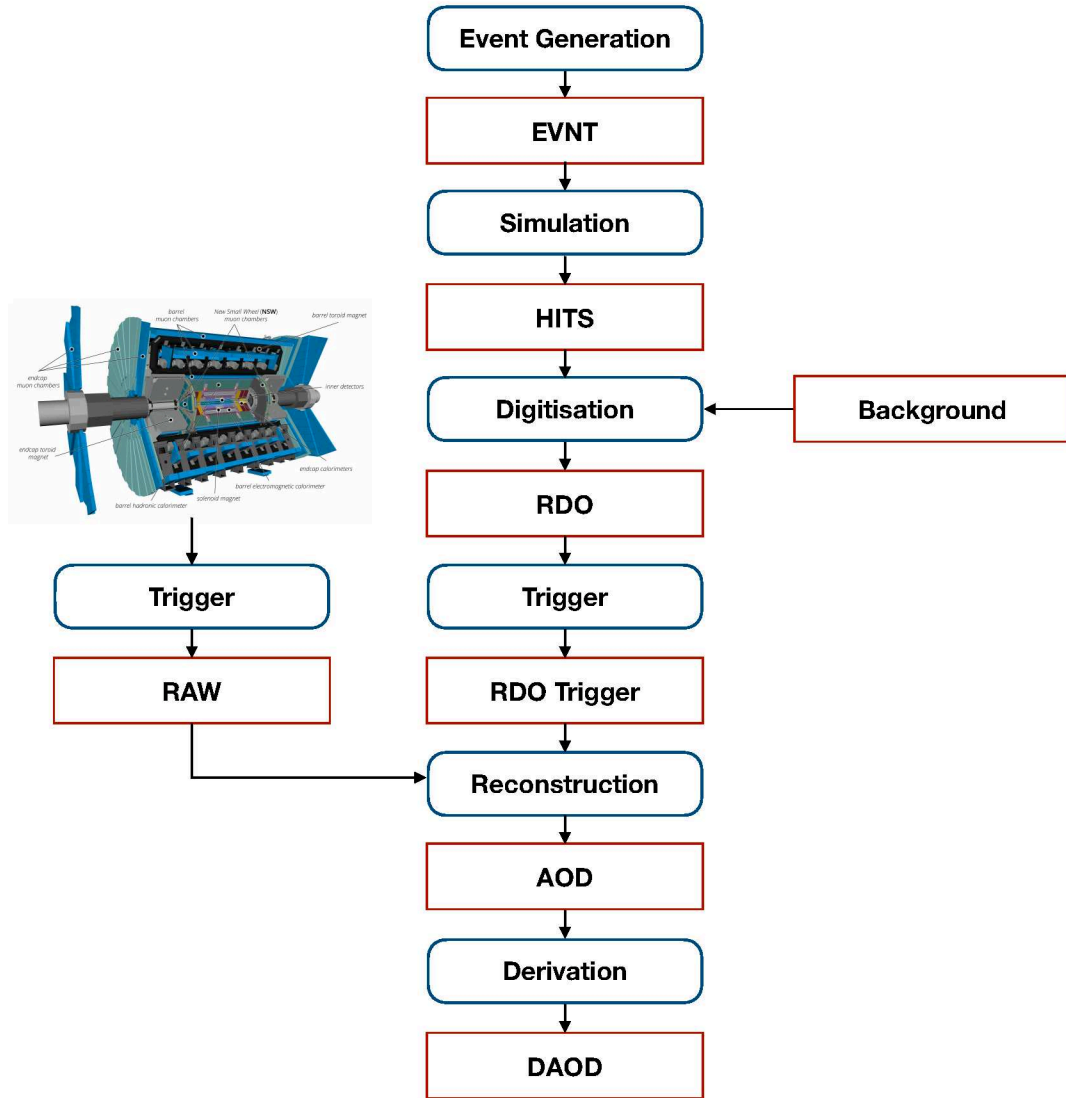 Event Generation
EVNT
Simulation
HITS
Digitisation
Background
RDO
Trigger
RDO Trigger
barrel
muon chambers
New Small Wheel (NSW)
muon chambers
barrel toroid magnet
endcap
muon chambers
inner detectors
endcap toroid
magnet
endcap calorimeters
barrel electromagnetic calorimeter
solenoid magnet
barrel hadronic calorimeter
Trigger
RAW
Reconstruction
AOD
Derivation
DAOD